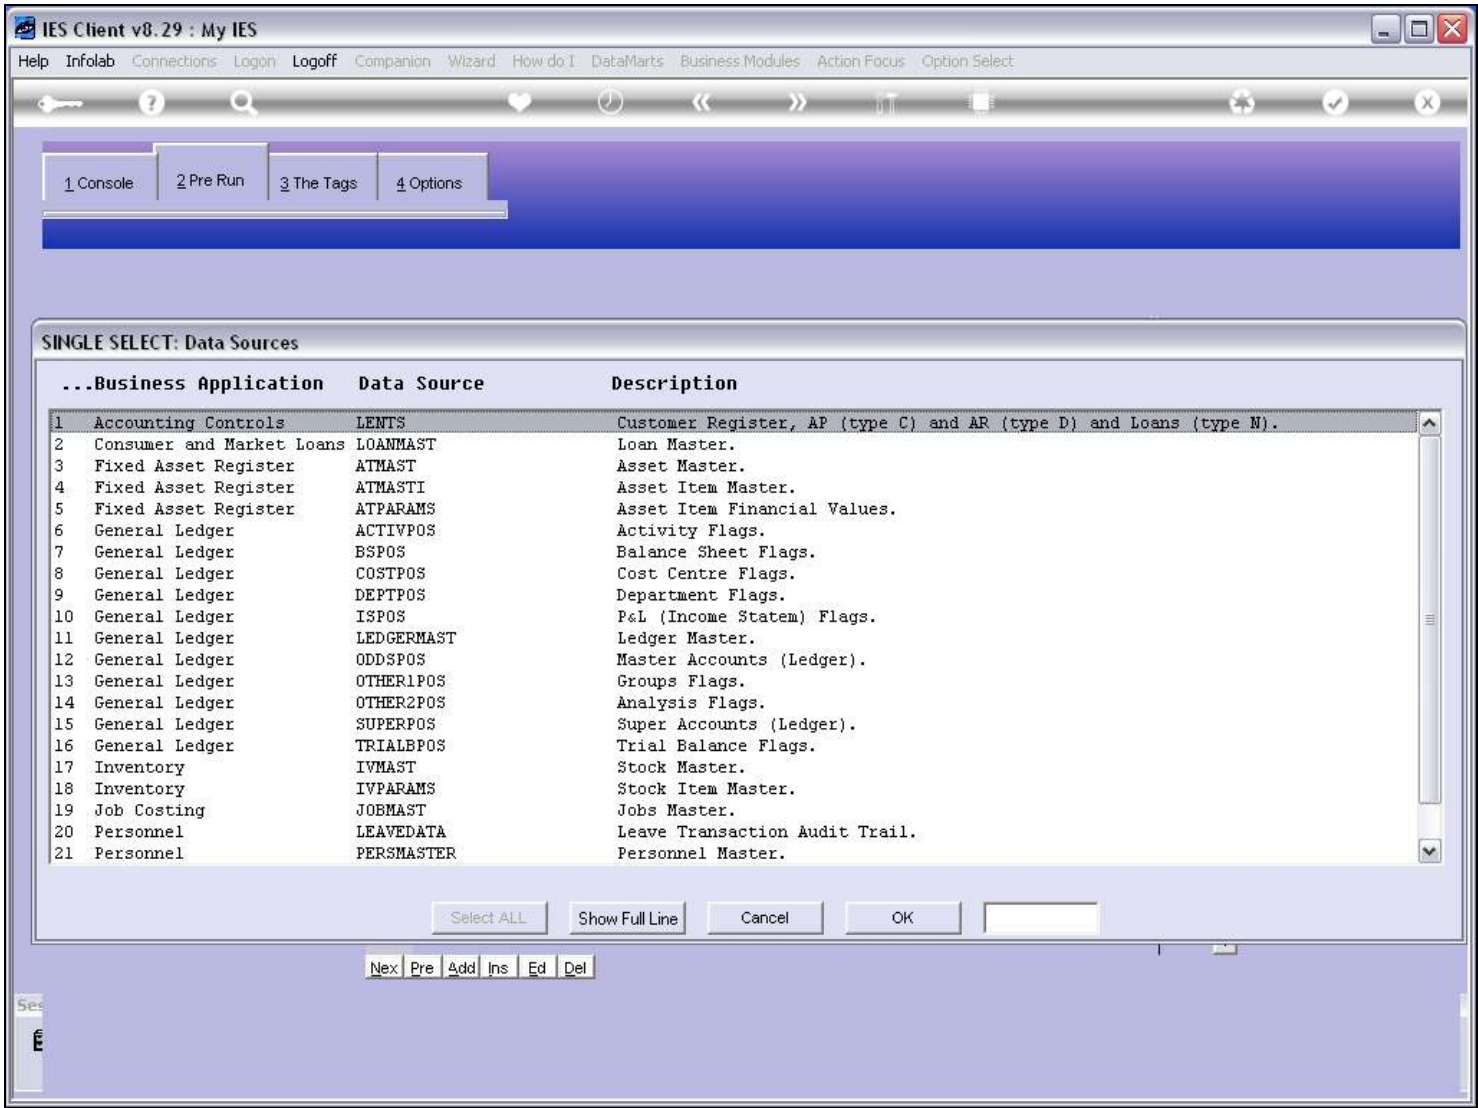 IES Client v8.29 : My IES
Help Infolab Connections Logon Logoff Companion Wizard How do I DataMarts Business Modules Action Focus Option Select
1 Console 2 Pre Run 3 The Tags 4 Options
SINGLE SELECT: Data Sources
...Business Application Data Source Description
1 Accounting Controls LENTS Customer Register, AP (type C) and AR (type D) and Loans (type N).
2 Consumer and Market Loans LOANMAST Loan Master.
3 Fixed Asset Register ATMAST Asset Master.
4 Fixed Asset Register ATMASTI Asset Item Master.
5 Fixed Asset Register ATPARAMS Asset Item Financial Values.
6 General Ledger ACTIVPOS Activity Flags.
7 General Ledger BSPOS Balance Sheet Flags.
8 General Ledger COSTPOS Cost Centre Flags.
9 General Ledger DEPTPOS Department Flags.
10 General Ledger ISPOS P&L (Income Statem) Flags.
11 General Ledger LEDGERMAST Ledger Master.
12 General Ledger ODDSPOS Master Accounts (Ledger).
13 General Ledger OTHER1POS Groups Flags.
14 General Ledger OTHER2POS Analysis Flags.
15 General Ledger SUPERPOS Super Accounts (Ledger).
16 General Ledger TRIALBPOS Trial Balance Flags.
17 Inventory IVMAST Stock Master.
18 Inventory IVPARAMS Stock Item Master.
19 Job Costing JOBMAST Jobs Master.
20 Personnel LEAVEDATA Leave Transaction Audit Trail.
21 Personnel PERSMASTER Personnel Master.
Select ALL Show Full Line Cancel OK
Nex Pre Add Ins Ed Del
Ses